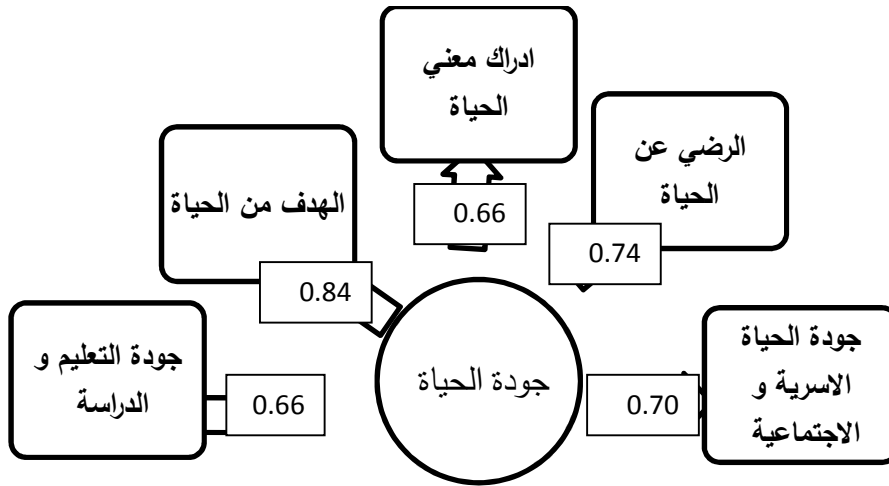 ادراك معني
الحياة
الرضي عن
الحياة
الهدف من الحياة
0.66
0.74
0.84
جودة الحياة
الاسرية و
الاجتماعية
جودة التعليم و
الدراسة
جودة الحياة
0.70
0.66